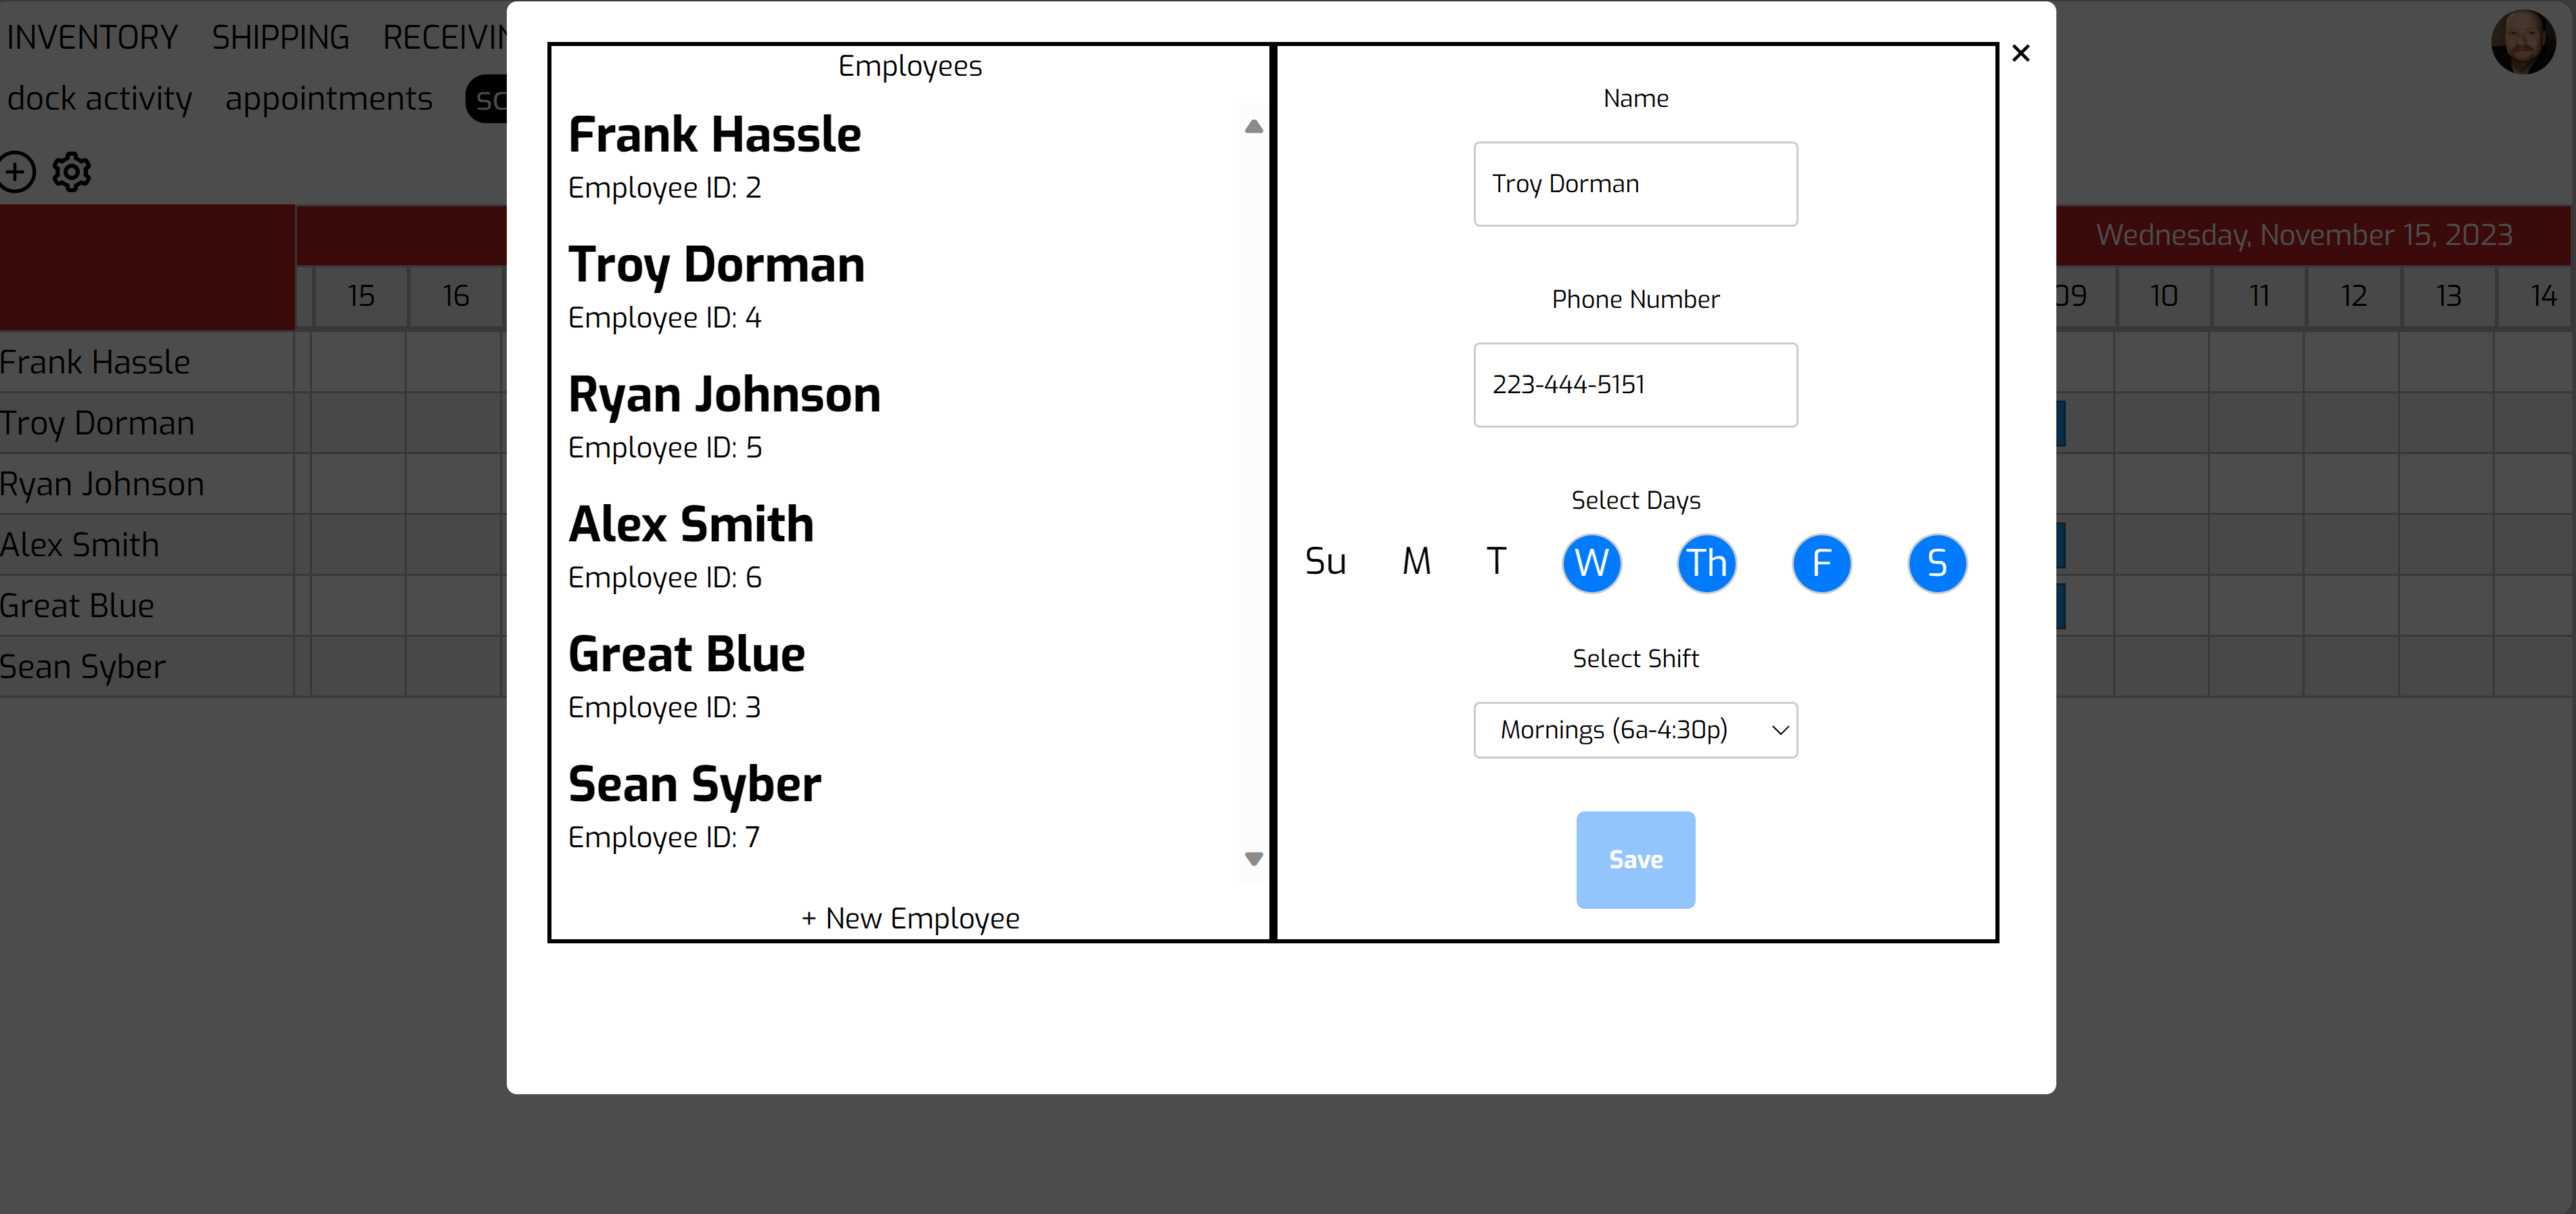 INVENTORY SHIPPING
dock activity appointments
Wednesday, November 15, 2023
15 16
09 10 11 12 13 14
Frank Hassle
Troy Dorman
Ryan Johnson
Alex Smith
Great Blue
Sean Syber
Employees
Frank Hassle
Employee ID: 2
Troy Dorman
Employee ID: 4
Ryan Johnson
Employee ID: 5
Alex Smith
Employee ID: 6
Great Blue
Employee ID: 3
Sean Syber
Employee ID: 7
+ New Employee
Name
Troy Dorman
Phone Number
223-444-5151
Select Days
Su M T W Th F S
Select Shift
Mornings (6a-4:30p)
Save